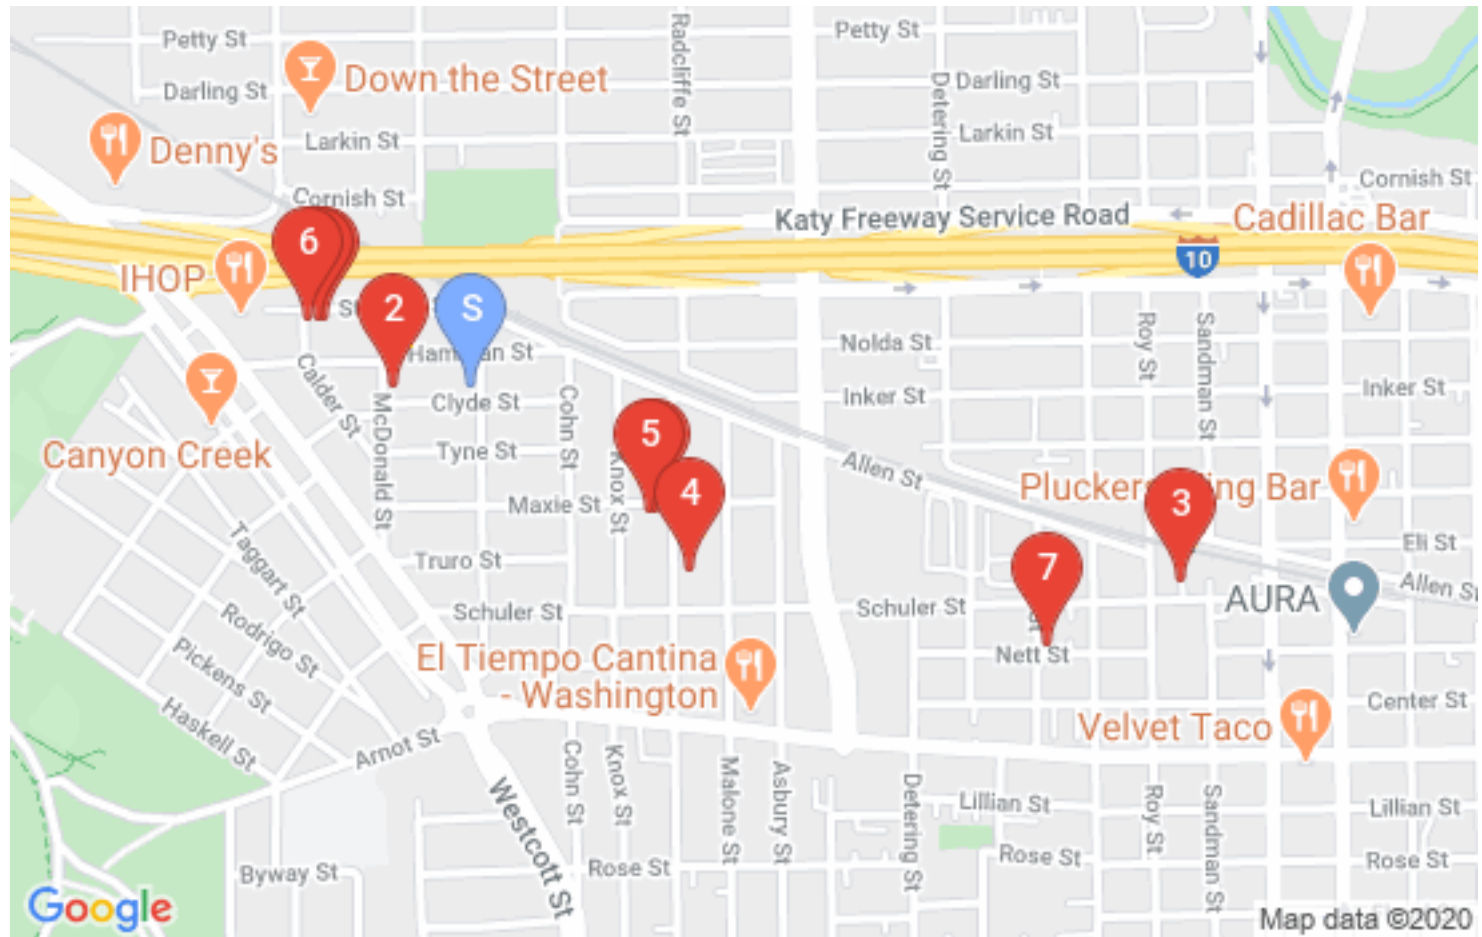 Petty St
Radcliffe St
Petty St
Down the Street
Darling St
Detering St
Darling St
Denny's
Larkin St
Larkin St
Cornish St
Cornish St
Katy Freeway Service Road
Cadillac Bar
6
IHOP
10
St
2
S
Nolda St
Roy St
Sandman St
Calder St
Clyde St
Inker St
Inker St
McDonald St
Cohn St
Canyon Creek
Tyne St
5
Knox St
Allen St
4
Maxie St
3
Bar
Taggart St
Truro St
7
Eli St
Allen St
AURA
Schuler St
Schuler St
Rodrigo St
Pickens St
El Tiempo Cantina
- Washington
Nett St
Haskell St
Arnot St
Center St
Velvet Taco
Westcott St
Cohn St
Knox St
Malone St
Asbury St
Detering St
Lillian St
Roy St
Sandman St
Lillian St
Byway St
Rose St
Rose St
Rose St
Google
Map data ©2020